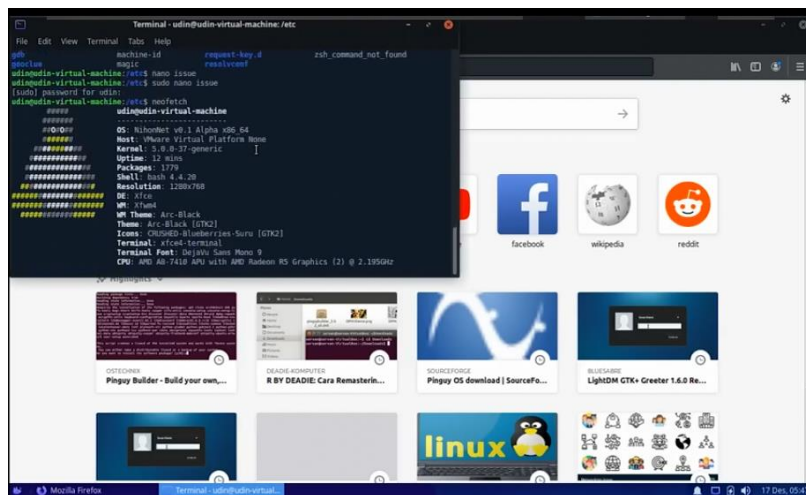 Terminal - udin@udin-virtual-machine: /etc
File Edit View Terminal Tabs Help
gdb machine-id request-key.d zsh_command_not_found
geoclue magic resolvconf
udin@udin-virtual-machine:/etc$ nano issue
udin@udin-virtual-machine:/etc$ sudo nano issue
[sudo] password for udin:
udin@udin-virtual-machine:/etc$ neofetch
udin@udin-virtual-machine
OS: NihonNet v0.1 Alpha x86_64
Host: VMware Virtual Platform None
Kernel: 5.0.0-37-generic
Uptime: 12 mins
Packages: 1779
Shell: bash 4.4.20
Resolution: 1280x768
DE: Xfce
WM: Xfwm4
WM Theme: Arc-Black
Theme: Arc-Black [GTK2]
Icons: CRUSHED-Blueberries-Suru [GTK2]
Terminal: xfce4-terminal
Terminal Font: DejaVu Sans Mono 9
CPU: AMD A8-7410 APU with AMD Radeon R5 Graphics (2) @ 2.195GHz
facebook wikipedia reddit
Highlights
OSTECHNIX
Pinguy Builder - Build your own,...
DEADIE-KOMPUTER
R BY DEADIE: Cara Remasterin...
SOURCEFORGE
Pinguy OS download | SourceFo...
BLUESABRE
LightDM GTK+ Greeter 1.6.0 Re...
linux
Mozilla Firefox
Terminal - udin@udin-virtual...
17 Des, 05:4